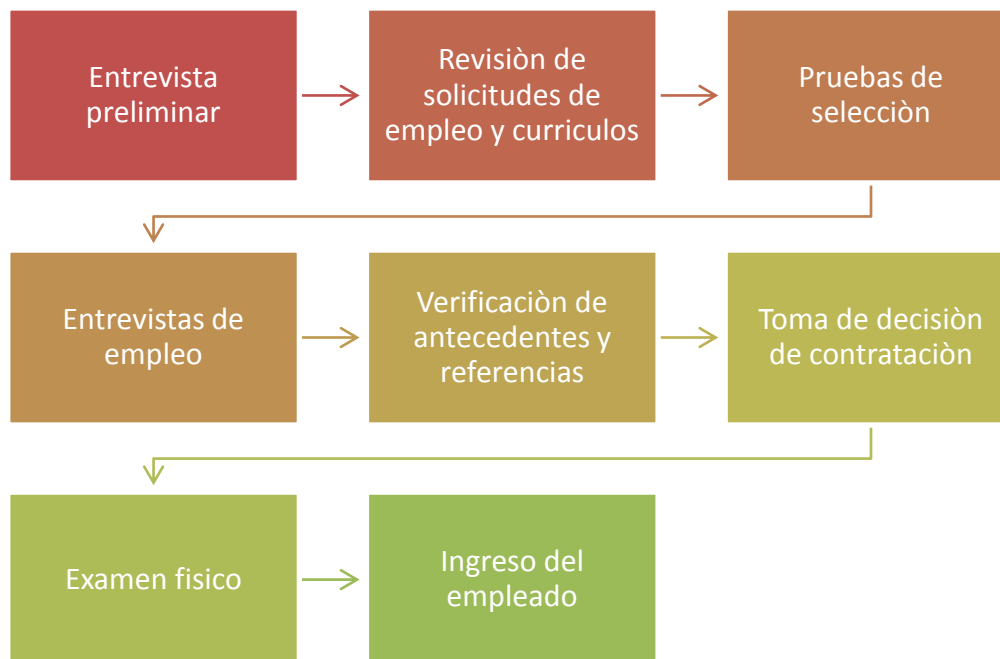 Entrevista
preliminar
Revisiòn de
solicitudes de
empleo y curriculos
Pruebas de
selecciòn
Entrevistas de
empleo
Verificaciòn de
antecedentes y
referencias
Toma de decisiòn
de contrataciòn
Examen fisico
Ingreso del
empleado